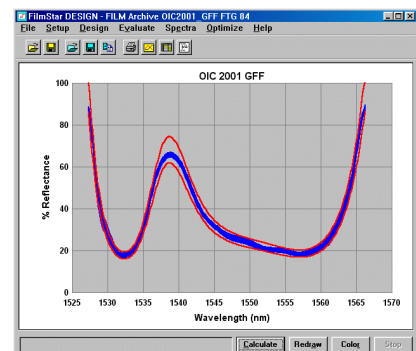 FilmStar DESIGN - FILM Archive OIC2001_GFF FTG 84
File Setup Design Evaluate Spectra Optimize Help
OIC 2001 GFF
100
80
60
40
20
0
% Reflectance
1525 1530 1535 1540 1545 1550 1555 1560 1565 1570
Wavelength (nm)
Calculate Redraw Color Stop